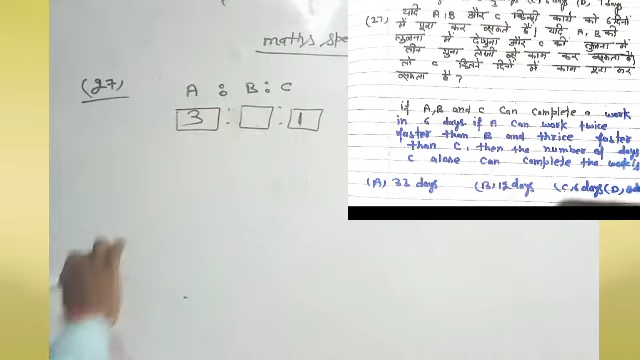 maths spe
(27)
A : B : C
3 : : 1
(27) यदि A, B और C किसी कार्य को 6 दिनों
में पूरा कर सकते हैं। यदि A, B की
तुलना में दोगुना और C की तुलना में
तीन गुना तेजी से काम कर सकता है।
तो C कितने दिनों में काम पूरा कर
सकता है?
if A, B and C can complete a work
in 6 days if A can work twice
faster than B and thrice faster
than C, then the number of days
C alone can complete the work is
(A) 33 days (B) 12 days (C) 6 days (D)